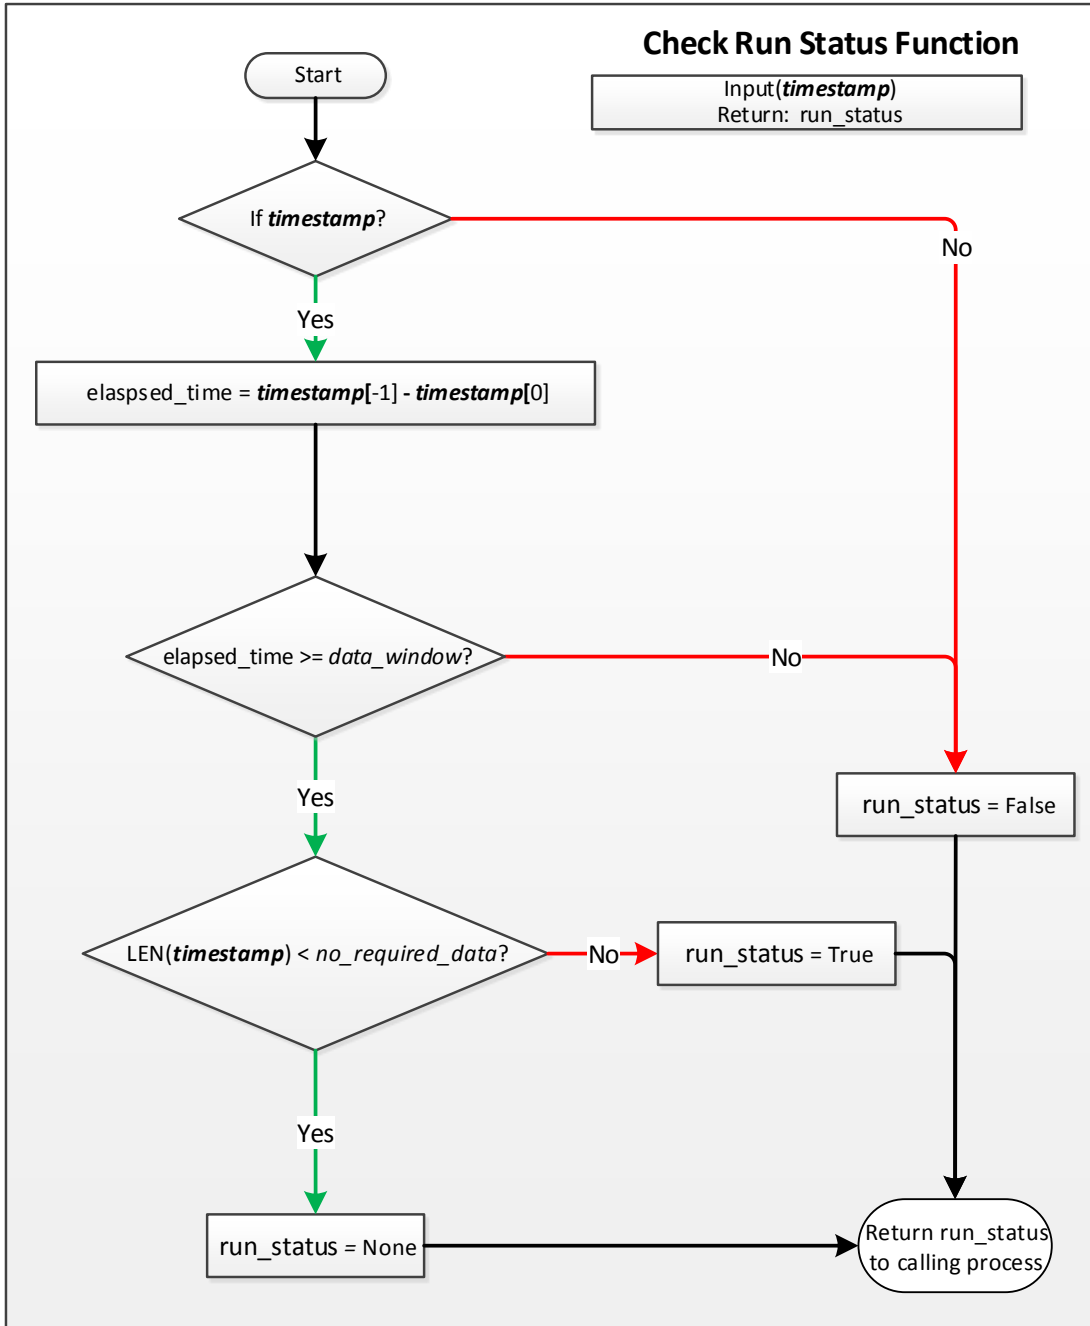 Check Run Status Function
Input(timestamp)
Return: run_status
Start
If timestamp?
No
Yes
elaspsed_time = timestamp[-1] - timestamp[0]
elapsed_time >= data_window?
No
Yes
run_status = False
LEN(timestamp) < no_required_data?
No
run_status = True
Yes
run_status = None
Return run_status
to calling process